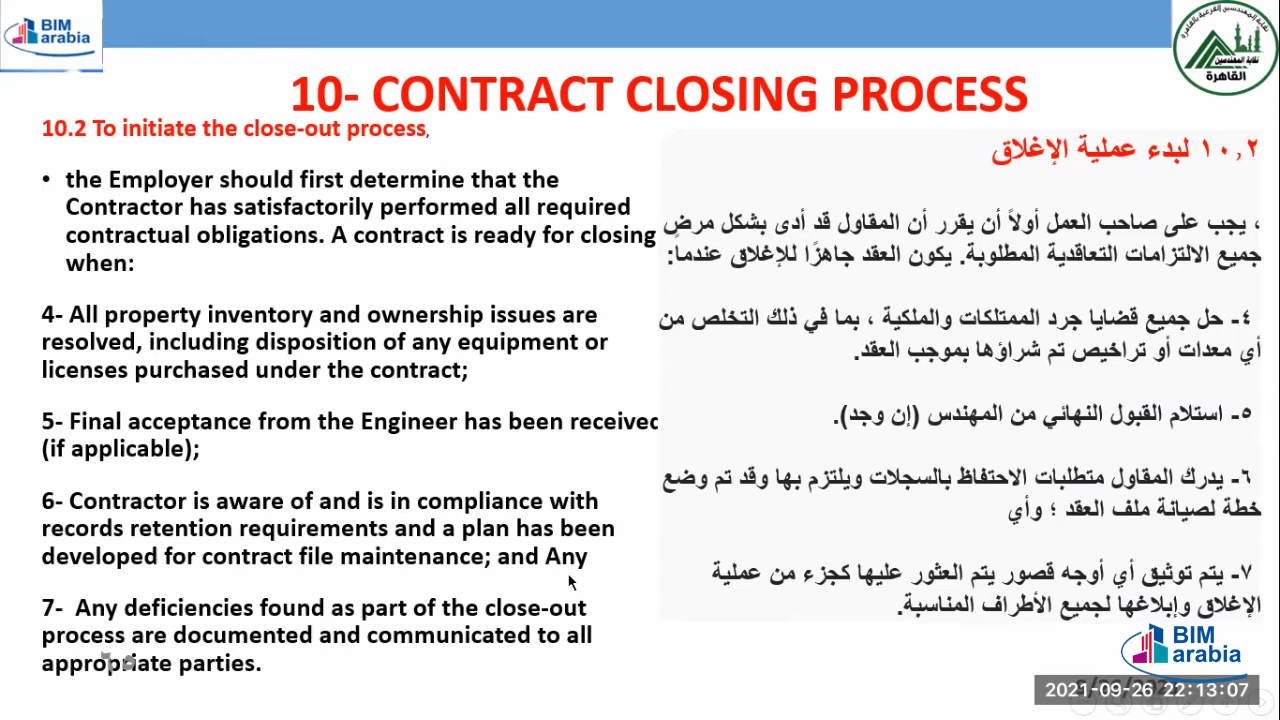 BIM
arabia
نقابة المهندسين الفرعية بالقاهرة
نقابة المهندسين
القاهرة
10- CONTRACT CLOSING PROCESS
10.2 To initiate the close-out process,
• the Employer should first determine that the
Contractor has satisfactorily performed all required
contractual obligations. A contract is ready for closing
when:
4- All property inventory and ownership issues are
resolved, including disposition of any equipment or
licenses purchased under the contract;
5- Final acceptance from the Engineer has been received
(if applicable);
6- Contractor is aware of and is in compliance with
records retention requirements and a plan has been
developed for contract file maintenance; and Any
7- Any deficiencies found as part of the close-out
process are documented and communicated to all
appropriate parties.
١٠,٢ لبدء عملية الإغلاق
، يجب على صاحب العمل أولاً أن يقرر أن المقاول قد أدى بشكل مرضٍ
جميع الالتزامات التعاقدية المطلوبة. يكون العقد جاهزًا للإغلاق عندما:
٤- حل جميع قضايا جرد الممتلكات والملكية ، بما في ذلك التخلص من
أي معدات أو تراخيص تم شراؤها بموجب العقد.
٥- استلام القبول النهائي من المهندس (إن وجد).
٦- يدرك المقاول متطلبات الاحتفاظ بالسجلات ويلتزم بها وقد تم وضع
خطة لصيانة ملف العقد ؛ وأي
٧- يتم توثيق أي أوجه قصور يتم العثور عليها كجزء من عملية
الإغلاق وإبلاغها لجميع الأطراف المناسبة.
BIM
arabia
2021-09-26 22:13:07